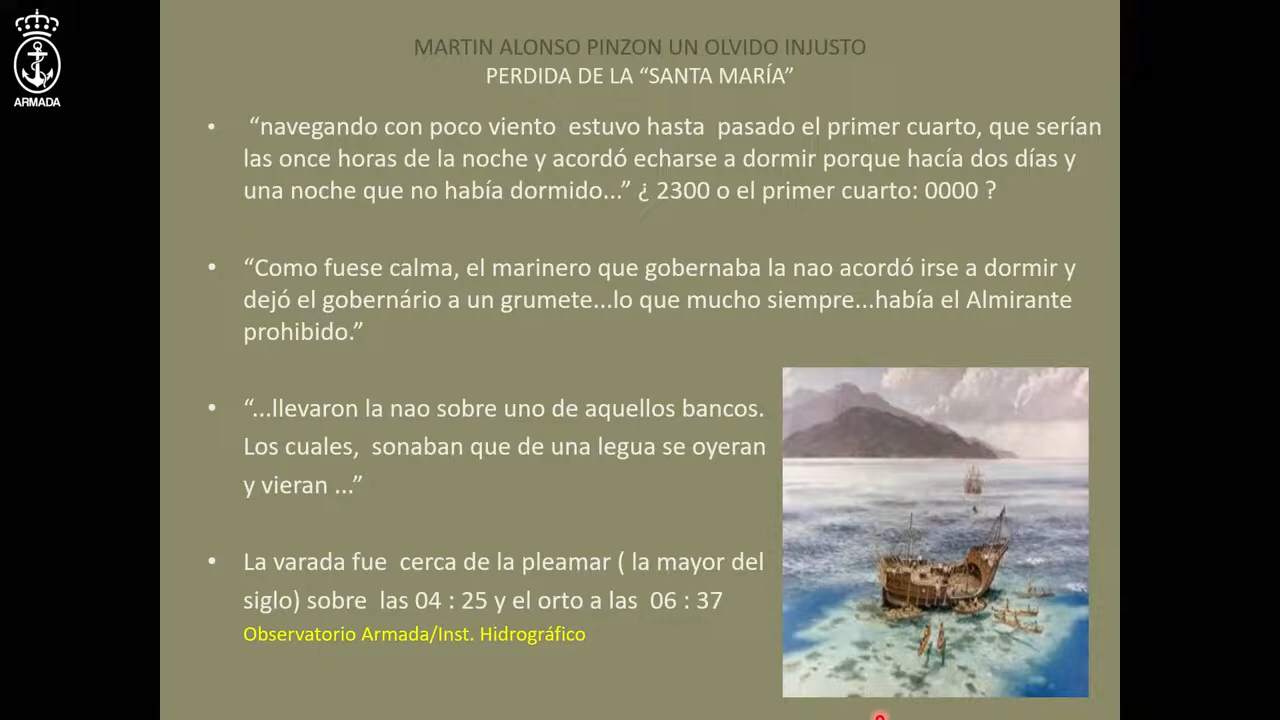 ARMADA
MARTIN ALONSO PINZON UN OLVIDO INJUSTO
PERDIDA DE LA “SANTA MARÍA”
• “navegando con poco viento estuvo hasta pasado el primer cuarto, que serían
las once horas de la noche y acordó echarse a dormir porque hacía dos días y
una noche que no había dormido...” ¿ 2300 o el primer cuarto: 0000 ?
• “Como fuese calma, el marinero que gobernaba la nao acordó irse a dormir y
dejó el gobernário a un grumete...lo que mucho siempre...había el Almirante
prohibido.”
• “...llevaron la nao sobre uno de aquellos bancos.
Los cuales, sonaban que de una legua se oyeran
y vieran ...”
• La varada fue cerca de la pleamar ( la mayor del
siglo) sobre las 04 : 25 y el orto a las 06 : 37
Observatorio Armada/Inst. Hidrográfico